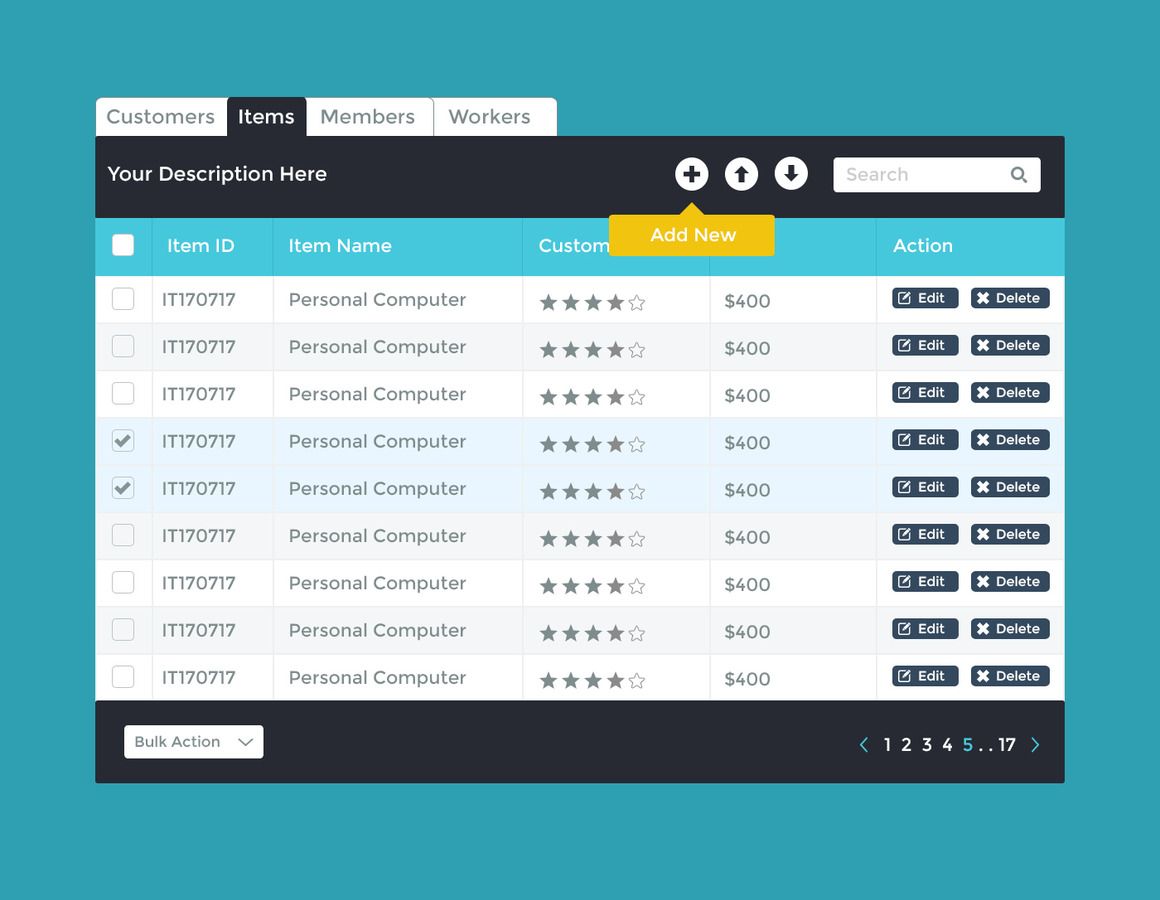 Customers Items Members Workers
Your Description Here Search
Add New
Item ID Item Name Custom Action
IT170717 Personal Computer $400 Edit Delete
IT170717 Personal Computer $400 Edit Delete
IT170717 Personal Computer $400 Edit Delete
IT170717 Personal Computer $400 Edit Delete
IT170717 Personal Computer $400 Edit Delete
IT170717 Personal Computer $400 Edit Delete
IT170717 Personal Computer $400 Edit Delete
IT170717 Personal Computer $400 Edit Delete
IT170717 Personal Computer $400 Edit Delete
Bulk Action 1 2 3 4 5 . . 17